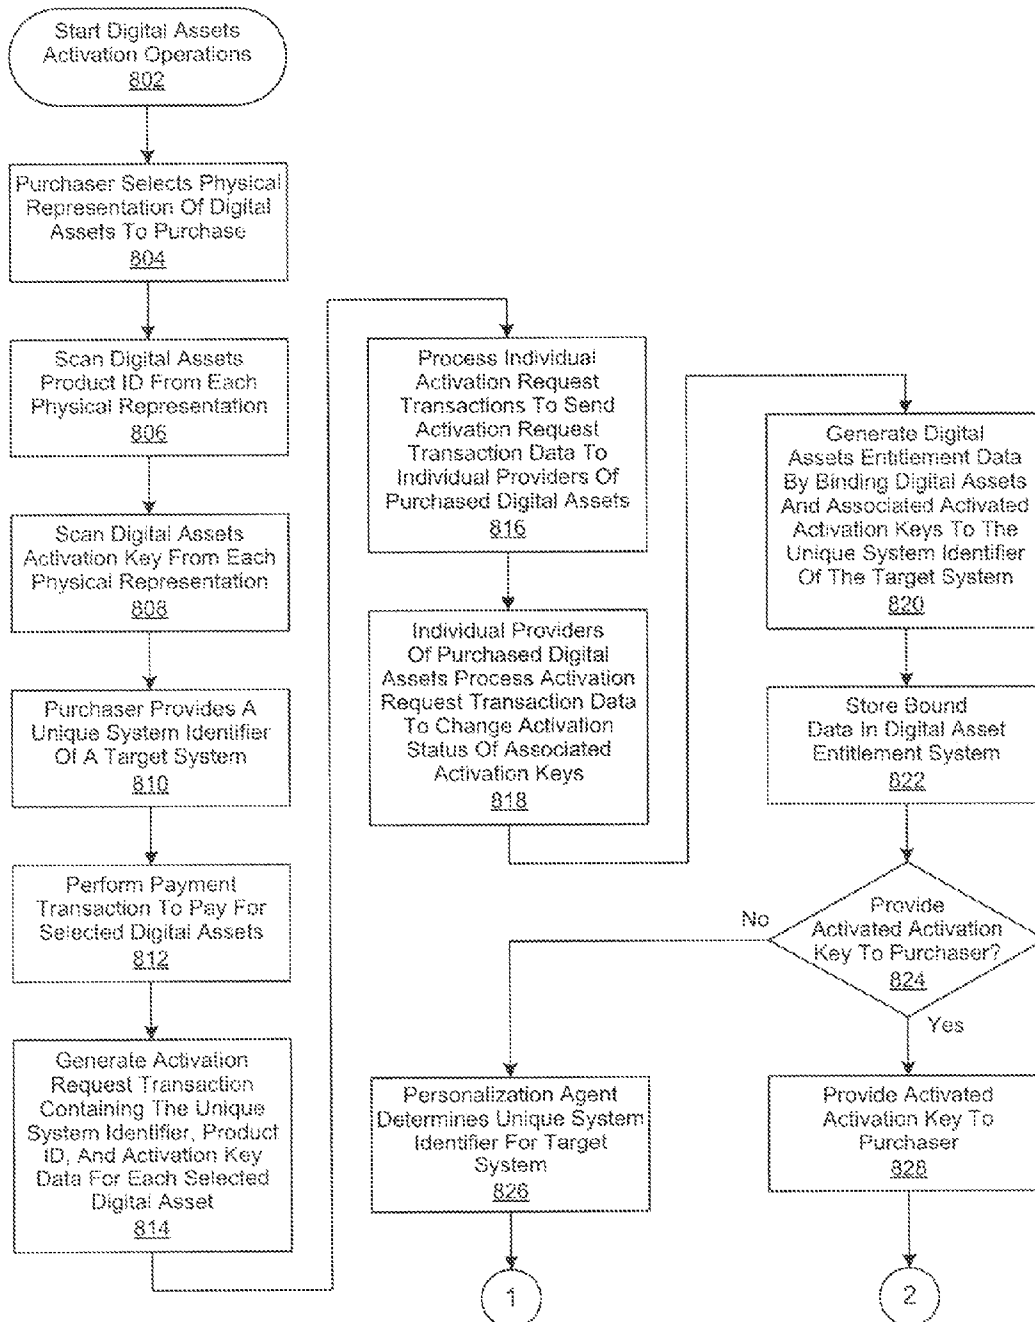 Start Digital Assets
Activation Operations
802
Purchaser Selects Physical
Representation Of Digital
Assets To Purchase
804
Scan Digital Assets
Product ID From Each
Physical Representation
806
Scan Digital Assets
Activation Key From Each
Physical Representation
808
Purchaser Provides A
Unique System Identifier
Of A Target System
810
Perform Payment
Transaction To Pay For
Selected Digital Assets
812
Generate Activation
Request Transaction
Containing The Unique
System Identifier, Product
ID, And Activation Key
Data For Each Selected
Digital Asset
814
Process Individual
Activation Request
Transactions To Send
Activation Request
Transaction Data To
Individual Providers Of
Purchased Digital Assets
816
Individual Providers
Of Purchased Digital
Assets Process Activation
Request Transaction Data
To Change Activation
Status Of Associated
Activation Keys
818
Generate Digital
Assets Entitlement Data
By Binding Digital Assets
And Associated Activated
Activation Keys To The
Unique System Identifier
Of The Target System
820
Store Bound
Data In Digital Asset
Entitlement System
822
Provide
Activated Activation
Key To Purchaser?
824
No
Yes
Personalization Agent
Determines Unique System
Identifier For Target
System
826
Provide Activated
Activation Key To
Purchaser
828
1
2